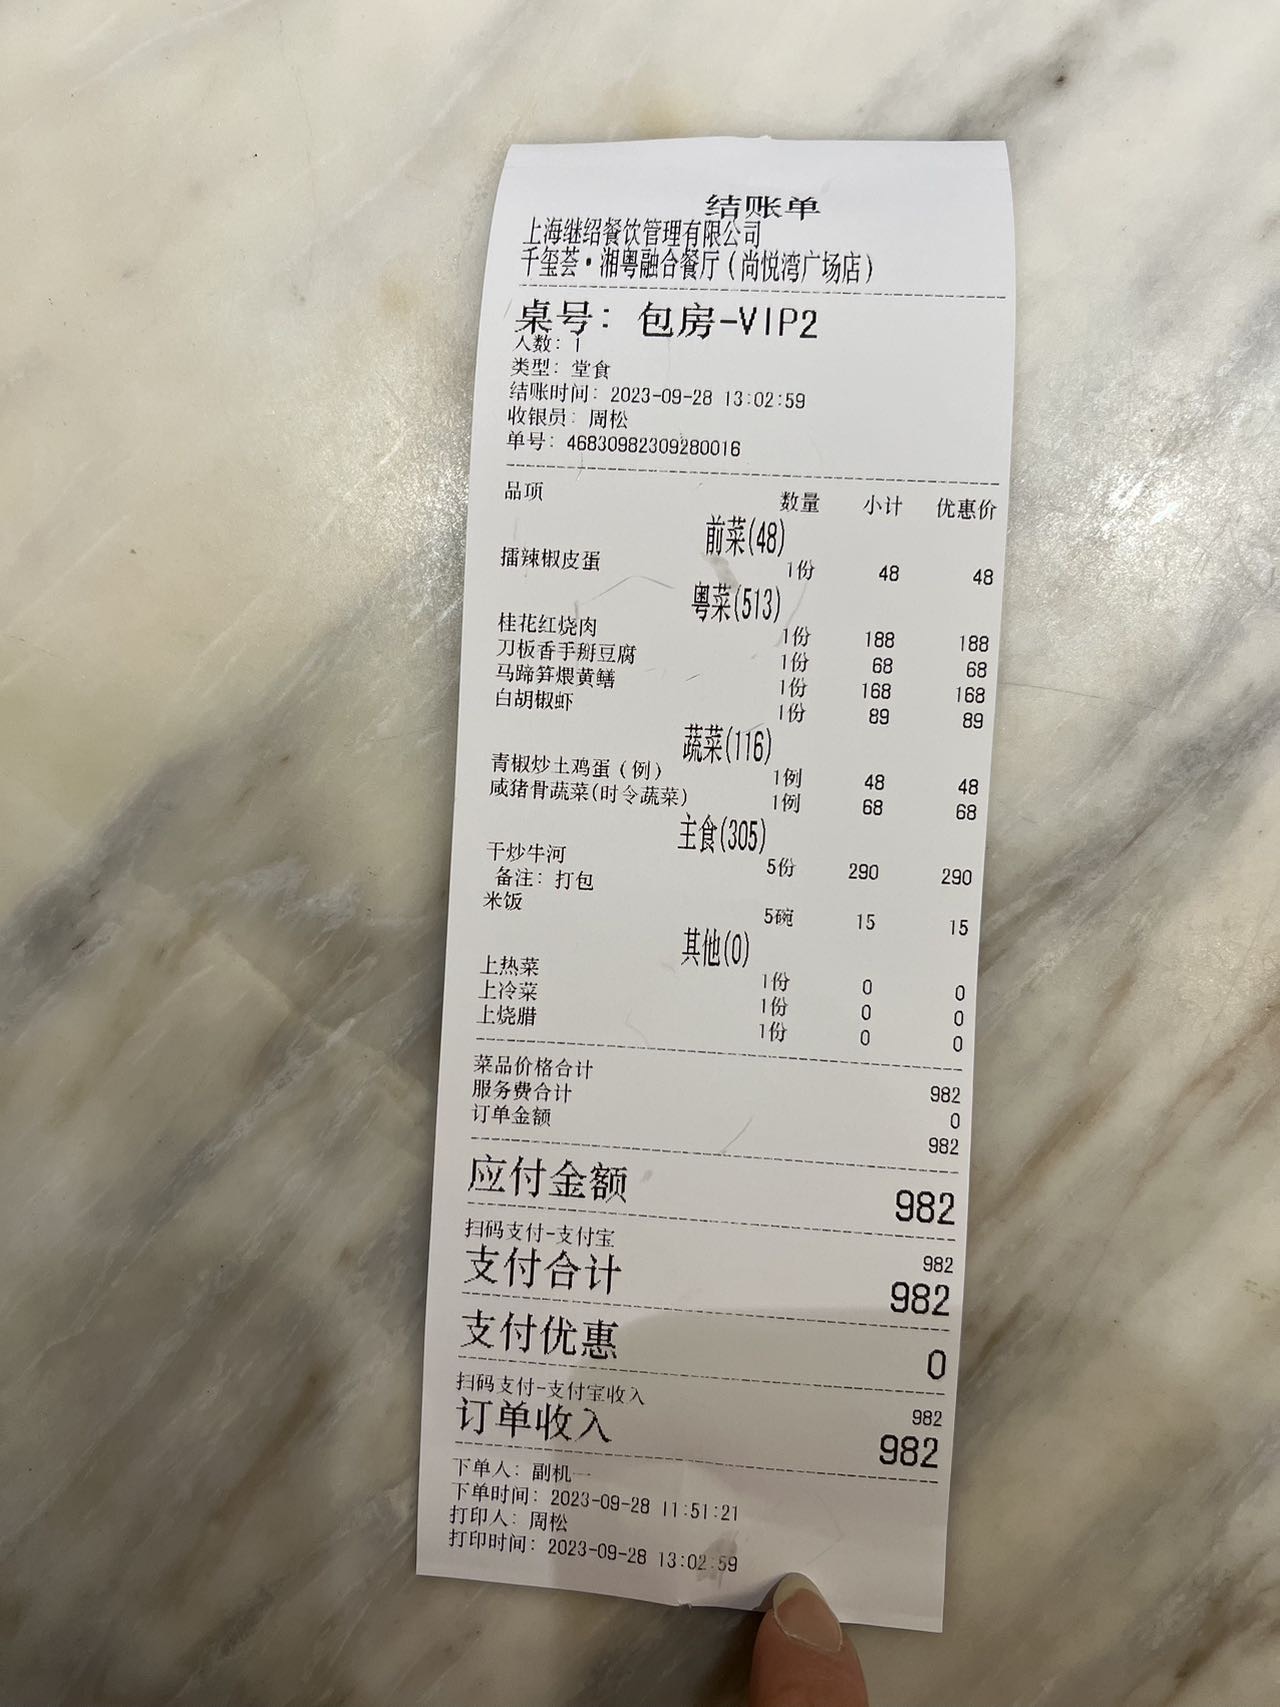 结账单
上海继绍餐饮管理有限公司
千玺荟·湘粤融合餐厅（尚悦湾广场店）
桌号：包房-VIP2
人数：1
类型：堂食
结账时间：2023-09-28 13:02:59
收银员：周松
单号：46830982309280016
品项 数量 小计 优惠价
前菜(48)
擂辣椒皮蛋 1份 48 48
粤菜(513)
桂花红烧肉 1份 188 188
刀板香手掰豆腐 1份 68 68
马蹄笋煨黄鳝 1份 168 168
白胡椒虾 1份 89 89
蔬菜(116)
青椒炒土鸡蛋（例） 1例 48 48
咸猪骨蔬菜(时令蔬菜) 1例 68 68
主食(305)
干炒牛河 5份 290 290
备注：打包
米饭 5碗 15 15
其他(0)
上热菜 1份 0 0
上冷菜 1份 0 0
上烧腊 1份 0 0
菜品价格合计 982
服务费合计 0
订单金额 982
应付金额 982
扫码支付-支付宝 982
支付合计 982
支付优惠 0
扫码支付-支付宝收入 982
订单收入 982
下单人：副机一
下单时间：2023-09-28 11:51:21
打印人：周松
打印时间：2023-09-28 13:02:59